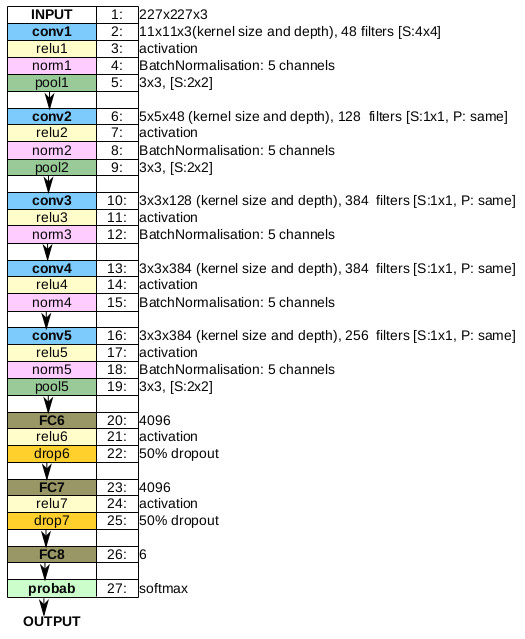 INPUT 1: 227x227x3
conv1 2: 11x11x3(kernel size and depth), 48 filters [S:4x4]
relu1 3: activation
norm1 4: BatchNormalisation: 5 channels
pool1 5: 3x3, [S:2x2]
conv2 6: 5x5x48 (kernel size and depth), 128 filters [S:1x1, P: same]
relu2 7: activation
norm2 8: BatchNormalisation: 5 channels
pool2 9: 3x3, [S:2x2]
conv3 10: 3x3x128 (kernel size and depth), 384 filters [S:1x1, P: same]
relu3 11: activation
norm3 12: BatchNormalisation: 5 channels
conv4 13: 3x3x384 (kernel size and depth), 384 filters [S:1x1, P: same]
relu4 14: activation
norm4 15: BatchNormalisation: 5 channels
conv5 16: 3x3x384 (kernel size and depth), 256 filters [S:1x1, P: same]
relu5 17: activation
norm5 18: BatchNormalisation: 5 channels
pool5 19: 3x3, [S:2x2]
FC6 20: 4096
relu6 21: activation
drop6 22: 50% dropout
FC7 23: 4096
relu7 24: activation
drop7 25: 50% dropout
FC8 26: 6
probab 27: softmax
OUTPUT